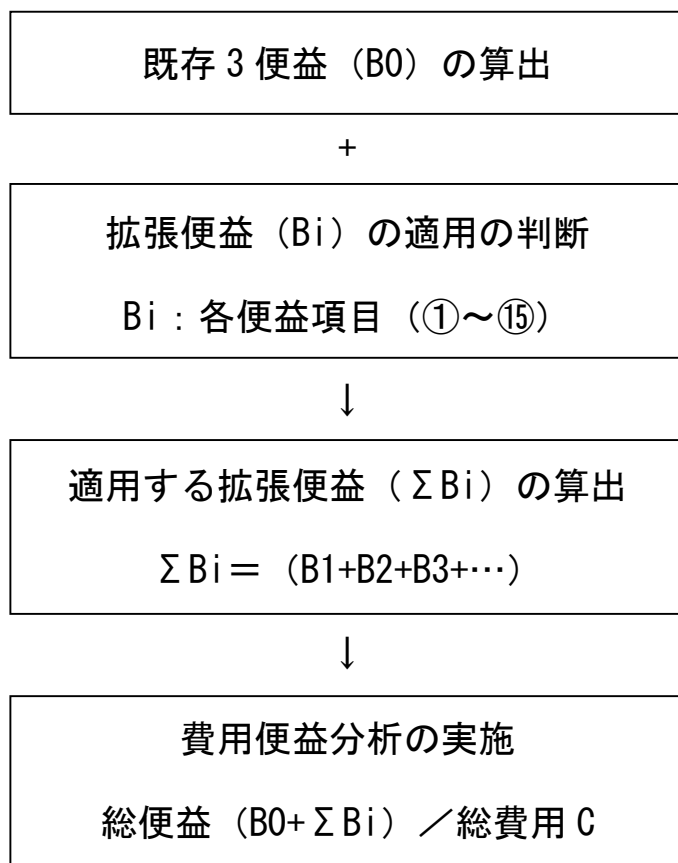 既存3便益（B0）の算出
+
拡張便益（Bi）の適用の判断
Bi：各便益項目（①～⑮）
↓
適用する拡張便益（ΣBi）の算出
ΣBi＝（B1+B2+B3+…）
↓
費用便益分析の実施
総便益（B0+ΣBi）／総費用C